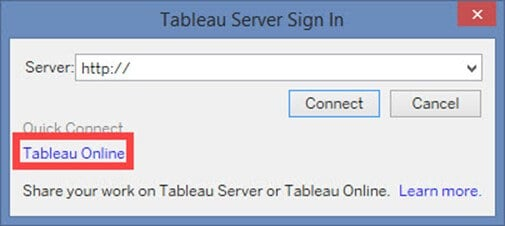 Tableau Server Sign In
Server: http://
Connect Cancel
Quick Connect
Tableau Online
Share your work on Tableau Server or Tableau Online. Learn more.